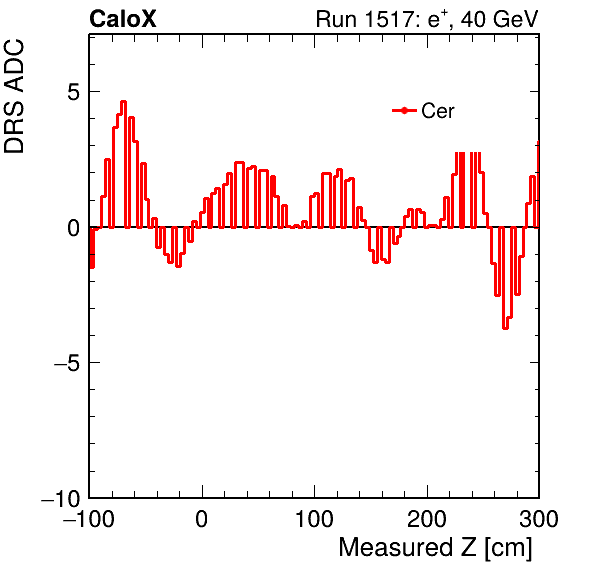 CaloX
Run 1517: e+, 40 GeV
DRS ADC
Cer
5
0
−5
−10
−100 0 100 200 300
Measured Z [cm]